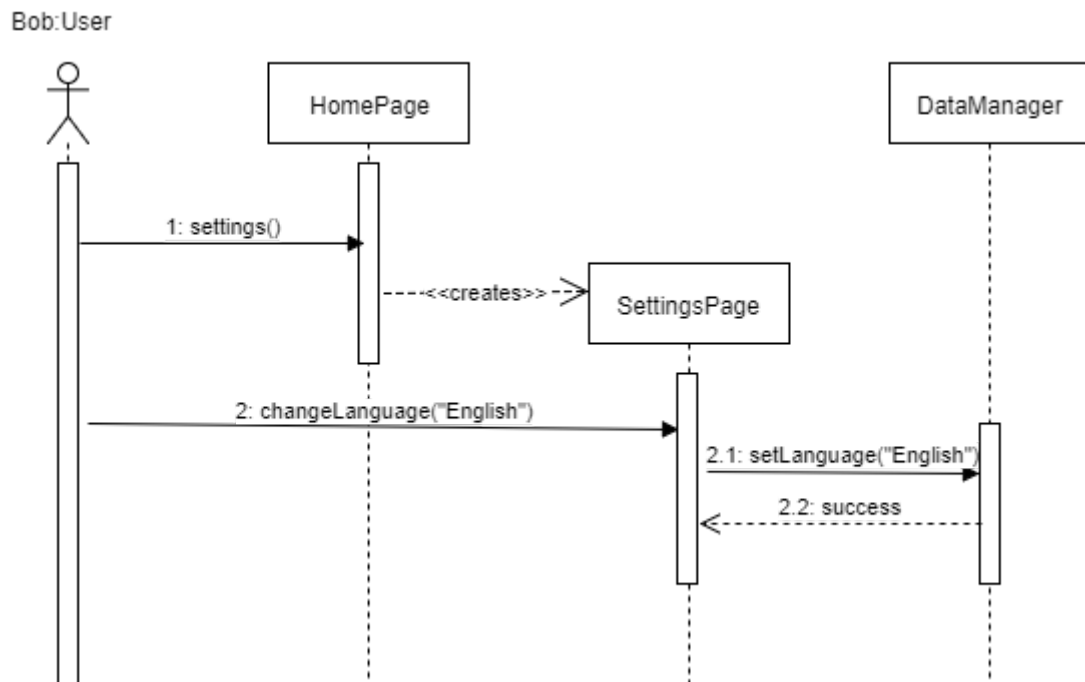 Bob:User
HomePage
DataManager
1: settings()
<<creates>>
SettingsPage
2: changeLanguage("English")
2.1: setLanguage("English")
2.2: success